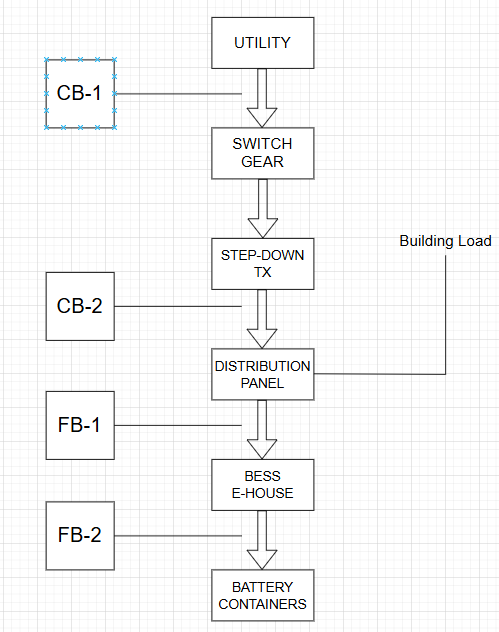 UTILITY
CB-1
SWITCH
GEAR
Building Load
STEP-DOWN
TX
CB-2
DISTRIBUTION
PANEL
FB-1
BESS
E-HOUSE
FB-2
BATTERY
CONTAINERS